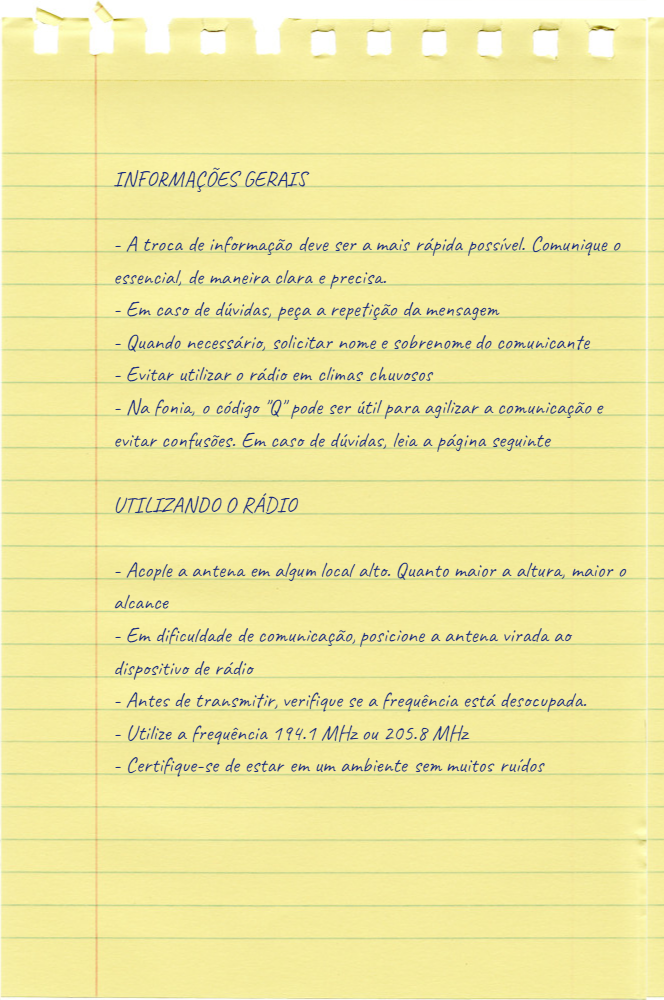 INFORMAÇÕES GERAIS
- A troca de informação deve ser a mais rápida possível. Comunique o
essencial, de maneira clara e precisa.
- Em caso de dúvidas, peça a repetição da mensagem
- Quando necessário, solicitar nome e sobrenome do comunicante
- Evitar utilizar o rádio em climas chuvosos
- Na fonia, o código "Q" pode ser útil para agilizar a comunicação e
evitar confusões. Em caso de dúvidas, leia a página seguinte
UTILIZANDO O RÁDIO
- Acople a antena em algum local alto. Quanto maior a altura, maior o
alcance
- Em dificuldade de comunicação, posicione a antena virada ao
dispositivo de rádio
- Antes de transmitir, verifique se a frequência está desocupada.
- Utilize a frequência 194.1 MHz ou 205.8 MHz
- Certifique-se de estar em um ambiente sem muitos ruídos